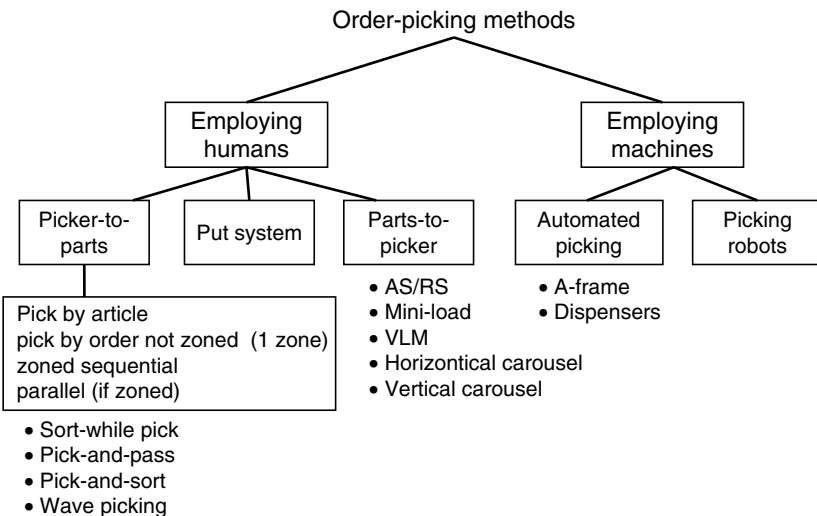 Order-picking methods
Employing
humans
Employing
machines
Picker-to-
parts
Put system
Parts-to-
picker
Automated
picking
Picking
robots
Pick by article
pick by order not zoned (1 zone)
zoned sequential
parallel (if zoned)
• Sort-while pick
• Pick-and-pass
• Pick-and-sort
• Wave picking
• AS/RS
• Mini-load
• VLM
• Horizontical carousel
• Vertical carousel
• A-frame
• Dispensers